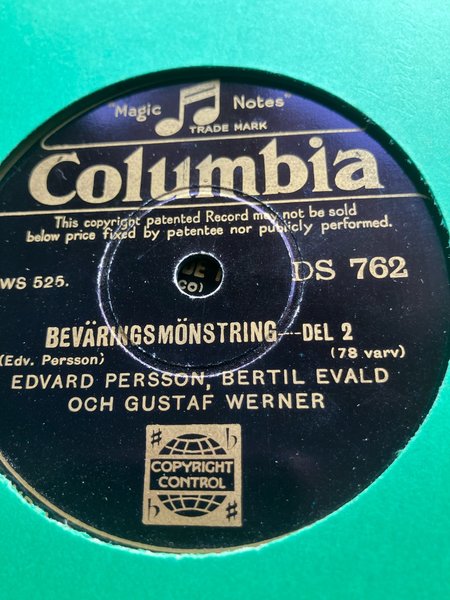 "Magic Notes"
TRADE MARK
Columbia
This copyright patented Record may not be sold
below price fixed by patentee nor publicly performed.
WS 525.
DS 762
CO)
BEVÄRINGSMÖNSTRING—DEL 2
(Edv. Persson)
(78 varv)
EDVARD PERSSON, BERTIL EVALD
OCH GUSTAF WERNER
♯ ♭
COPYRIGHT
CONTROL
♭ ♯